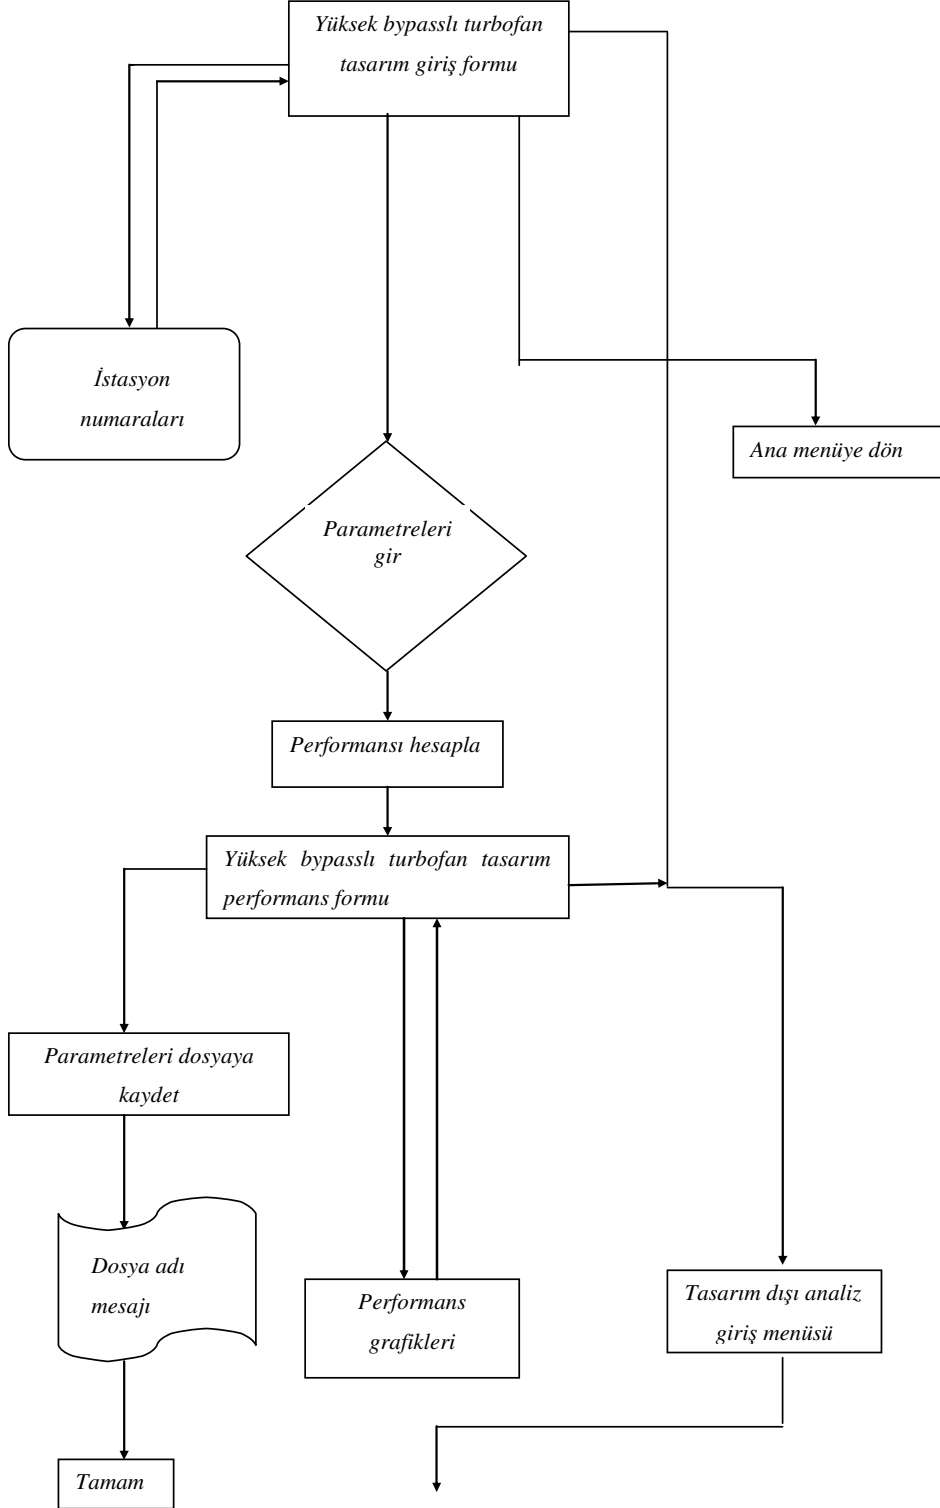 Yüksek bypasslı turbofan
tasarım giriş formu
İstasyon
numaraları
Ana menüye dön
Parametreleri
gir
Performansı hesapla
Yüksek bypasslı turbofan tasarım
performans formu
Parametreleri dosyaya
kaydet
Dosya adı
mesajı
Performans
grafikleri
Tasarım dışı analiz
giriş menüsü
Tamam